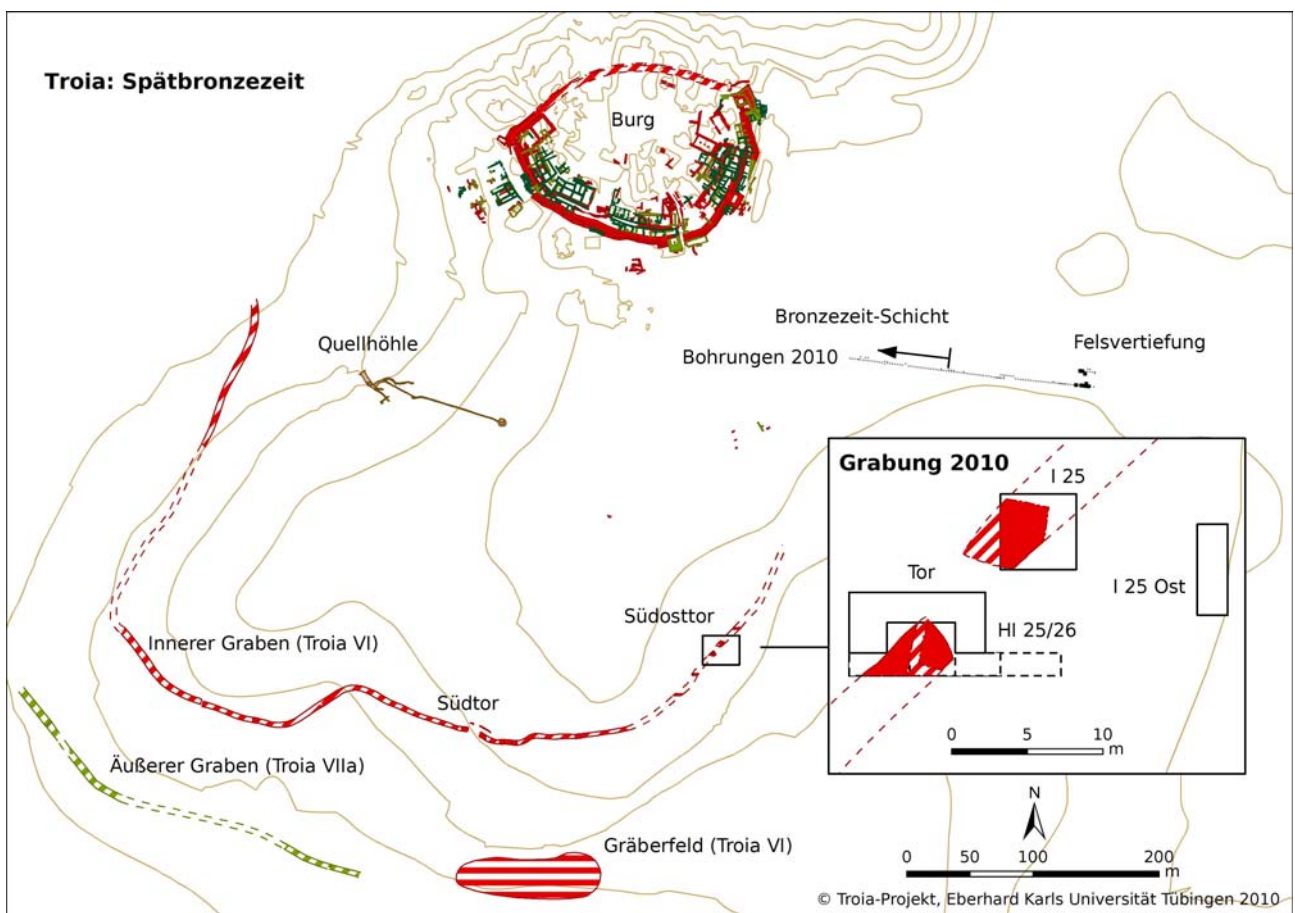 Troia: Spätbronzezeit
Burg
Bronzezeit-Schicht
Quellhöhle
Bohrungen 2010
Felsvertiefung
Grabung 2010
I 25
Tor
I 25 Ost
Südosttor
HI 25/26
Innerer Graben (Troia VI)
Südtor
0 5 10
m
Äußerer Graben (Troia VIIa)
N
Gräberfeld (Troia VI)
0 50 100 200
m
© Troia-Projekt, Eberhard Karls Universität Tübingen 2010